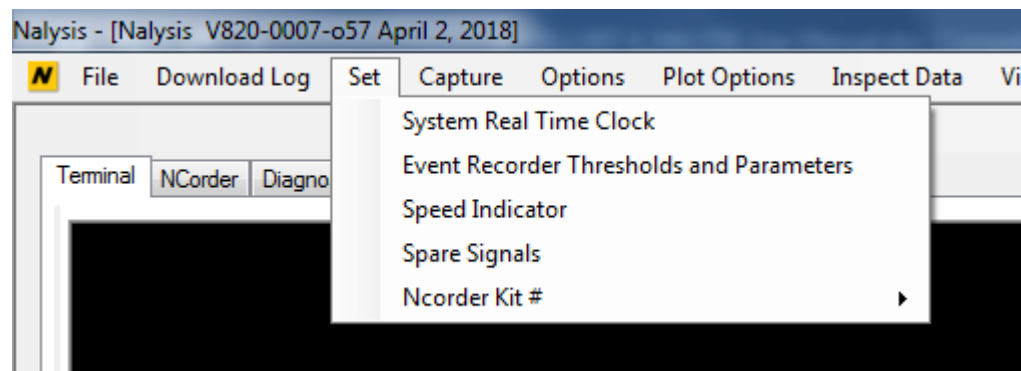 Nalysis - [Nalysis V820-0007-o57 April 2, 2018]
N File Download Log Set Capture Options Plot Options Inspect Data
System Real Time Clock
Event Recorder Thresholds and Parameters
Terminal NCorder
Speed Indicator
Spare Signals
Ncorder Kit #